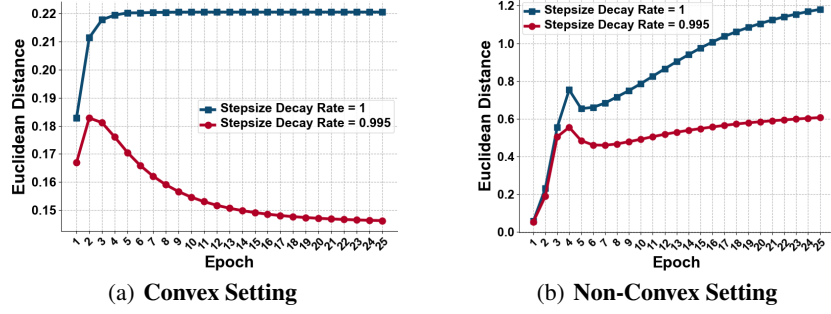 0.22
0.21
0.20
0.19
0.18
0.17
0.16
0.15
Euclidean Distance
Stepsize Decay Rate = 1
Stepsize Decay Rate = 0.995
1 2 3 4 5 6 7 8 9 10 11 12 13 14 15 16 17 18 19 20 21 22 23 24 25
Epoch
(a) Convex Setting
1.2
1.0
0.8
0.6
0.4
0.2
0.0
Euclidean Distance
Stepsize Decay Rate = 1
Stepsize Decay Rate = 0.995
1 2 3 4 5 6 7 8 9 10 11 12 13 14 15 16 17 18 19 20 21 22 23 24 25
Epoch
(b) Non-Convex Setting